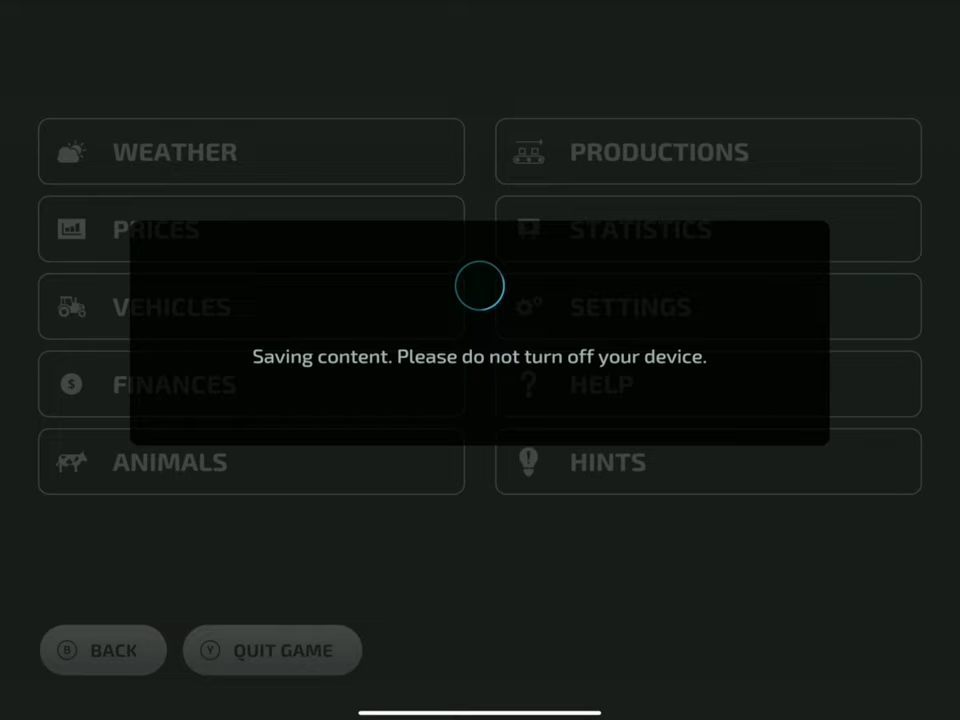 WEATHER
PRODUCTIONS
PRICES
STATISTICS
VEHICLES
SETTINGS
Saving content. Please do not turn off your device.
FINANCES
HELP
ANIMALS
HINTS
B BACK
Y QUIT GAME